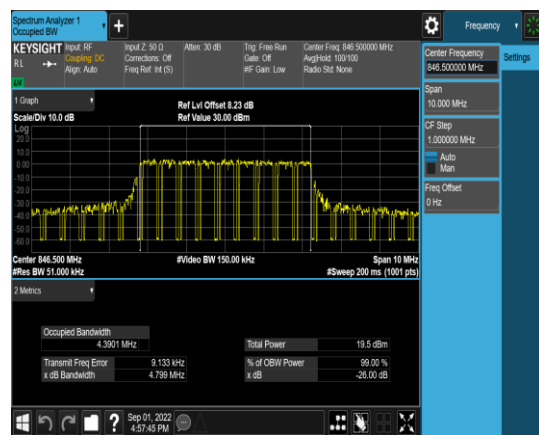 Spectrum Analyzer 1
Occupied BW
+
Frequency
KEYSIGHT
RL
Input: RF
Coupling: DC
Align: Auto
Input Z: 50 Ω
Corrections: Off
Freq Ref: Int (S)
Atten: 30 dB
Trig: Free Run
Gate: Off
#IF Gain: Low
Center Freq: 846.500000 MHz
Avg|Hold: 100/100
Radio Std: None
Center Frequency
846.500000 MHz
Settings
Span
10.000 MHz
CF Step
1.000000 MHz
Auto
Man
Freq Offset
0 Hz
1 Graph
Scale/Div 10.0 dB
Ref Lvl Offset 8.23 dB
Ref Value 30.00 dBm
Log
20.0
10.0
0.00
-10.0
-20.0
-30.0
-40.0
-50.0
-60.0
Center 846.500 MHz
#Video BW 150.00 kHz
Span 10 MHz
#Res BW 51.000 kHz
#Sweep 200 ms (1001 pts)
2 Metrics
Occupied Bandwidth
4.3901 MHz
Total Power 19.5 dBm
Transmit Freq Error 9.133 kHz
% of OBW Power 99.00 %
x dB Bandwidth 4.799 MHz
x dB -26.00 dB
?
Sep 01, 2022
4:57:45 PM